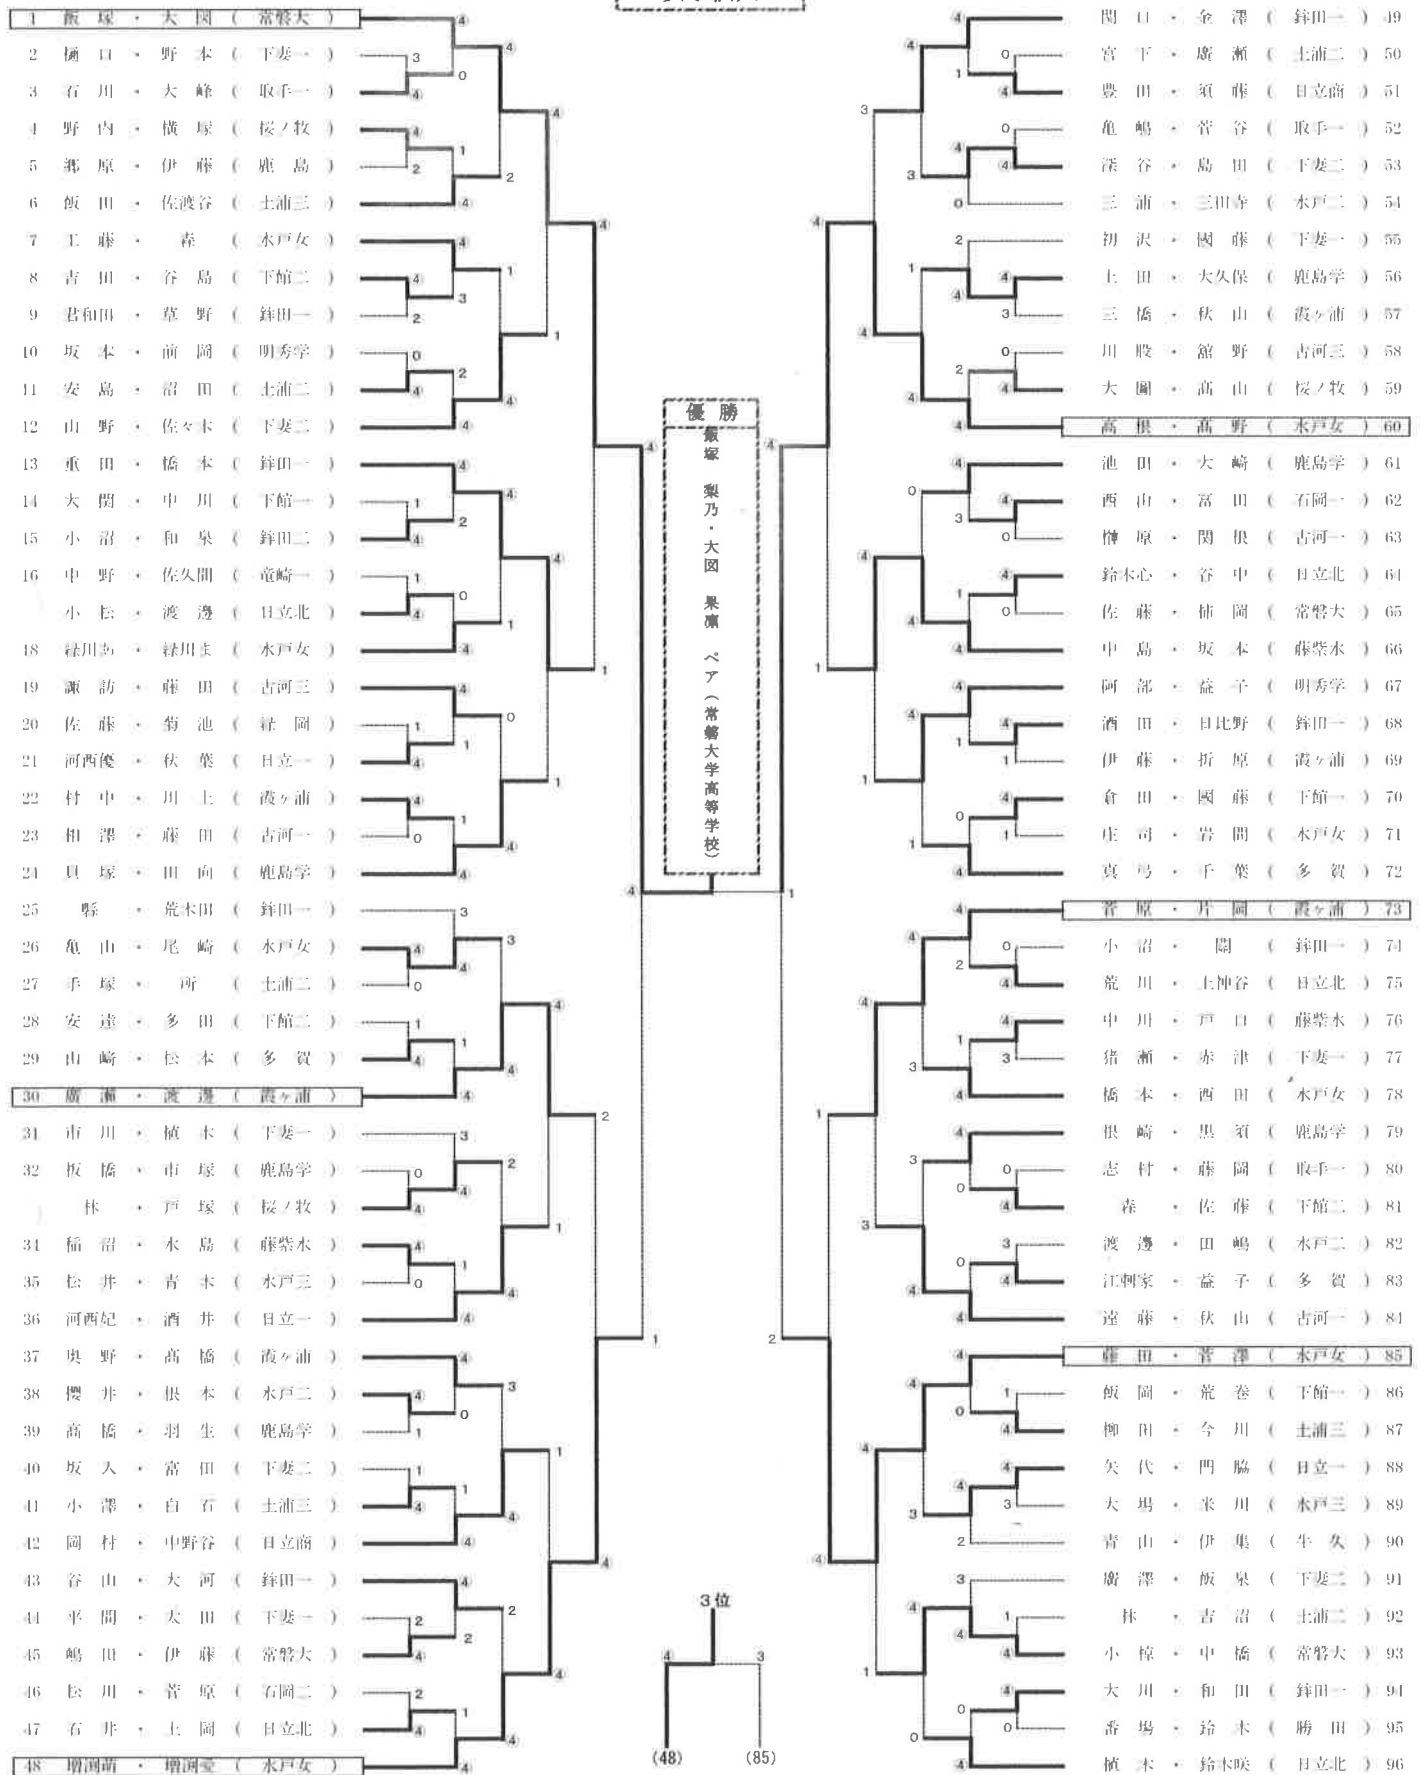 1 飯塚・大図（常磐大）
2 樋口・野本（下妻一）
3 石川・大峰（取手一）
4 野内・横塚（桜ノ牧）
5 郷原・伊藤（鹿島）
6 飯田・佐渡谷（土浦三）
7 工藤・森（水戸女）
8 吉田・谷島（下館二）
9 君和田・草野（鉾田一）
10 坂本・前岡（明秀学）
11 安島・沼田（土浦二）
12 山野・佐々木（下妻二）
13 重田・橋本（鉾田一）
14 大関・中川（下館一）
15 小沼・和泉（鉾田二）
16 中野・佐久間（竜崎一）
小松・渡邊（日立北）
18 緑川あ・緑川ま（水戸女）
19 諏訪・藤田（古河三）
20 佐藤・菊池（緑岡）
21 河西優・秋葉（日立一）
22 村中・川上（霞ヶ浦）
23 相澤・藤田（古河一）
24 貝塚・田向（鹿島学）
25 縣・荒木田（鉾田一）
26 亀山・尾崎（水戸女）
27 手塚・所（土浦二）
28 安達・多田（下館二）
29 山崎・松本（多賀）
30 廣瀬・渡邊（霞ヶ浦）
31 市川・植木（下妻一）
32 板橋・市塚（鹿島学）
林・戸塚（桜ノ牧）
34 稲沼・水島（藤紫水）
35 松井・青木（水戸三）
36 河西妃・酒井（日立一）
37 奥野・髙橋（霞ヶ浦）
38 櫻井・根本（水戸二）
39 高橋・羽生（鹿島学）
40 坂入・富田（下妻二）
41 小澤・白石（土浦三）
42 岡村・中野谷（日立商）
43 谷山・大河（鉾田一）
44 平間・太田（下妻一）
45 嶋田・伊藤（常磐大）
46 松川・菅原（石岡二）
47 石井・土岡（日立北）
48 増渕萌・増渕愛（水戸女）
優勝
飯塚 梨乃・大図 果凛 ペア（常磐大学高等学校）
3位
4 3
(48) (85)
関口・金澤（鉾田一）49
宮下・廣瀬（土浦二）50
豊田・須藤（日立商）51
亀嶋・菅谷（取手一）52
深谷・島田（下妻二）53
三浦・三田寺（水戸二）54
初沢・國藤（下妻一）55
土田・大久保（鹿島学）56
三橋・秋山（霞ヶ浦）57
川股・舘野（古河三）58
大圖・髙山（桜ノ牧）59
高根・髙野（水戸女）60
池田・大崎（鹿島学）61
西山・富田（石岡一）62
榊原・関根（古河一）63
鈴木心・谷中（日立北）64
佐藤・柿岡（常磐大）65
中島・坂本（藤紫水）66
阿部・益子（明秀学）67
酒田・日比野（鉾田一）68
伊藤・折原（霞ヶ浦）69
倉田・國藤（下館一）70
庄司・岩間（水戸女）71
真弓・千葉（多賀）72
菅原・片岡（霞ヶ浦）73
小沼・（鉾田一）74
荒川・上神谷（日立北）75
中川・戸口（藤紫水）76
猪瀬・赤津（下妻一）77
橋本・西田（水戸女）78
根崎・黒須（鹿島学）79
志村・藤岡（取手一）80
森・佐藤（下館二）81
渡邊・田嶋（水戸二）82
江刺家・益子（多賀）83
遠藤・秋山（古河一）84
藤田・菅澤（水戸女）85
飯岡・荒巻（下館一）86
柳田・今川（土浦三）87
矢代・門脇（日立一）88
大場・米川（水戸三）89
青山・伊集（牛久）90
廣澤・飯泉（下妻二）91
林・吉沼（土浦二）92
小椋・中橋（常磐大）93
大川・和田（鉾田一）94
番場・鈴木（勝田）95
植木・鈴木咲（日立北）96